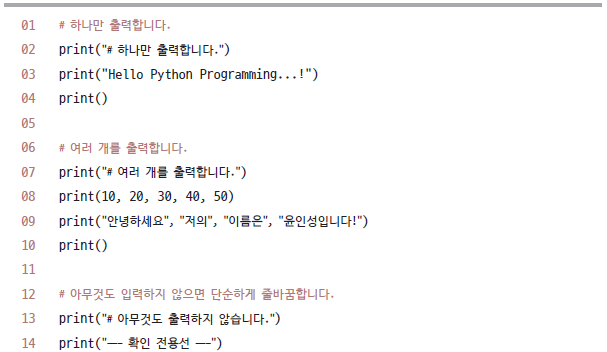 01 # 하나만 출력합니다.
02 print("# 하나만 출력합니다.")
03 print("Hello Python Programming...!")
04 print()
05
06 # 여러 개를 출력합니다.
07 print("# 여러 개를 출력합니다.")
08 print(10, 20, 30, 40, 50)
09 print("안녕하세요", "저의", "이름은", "윤인성입니다!")
10 print()
11
12 # 아무것도 입력하지 않으면 단순하게 줄바꿈합니다.
13 print("# 아무것도 출력하지 않습니다.")
14 print("--- 확인 전용선 ---")